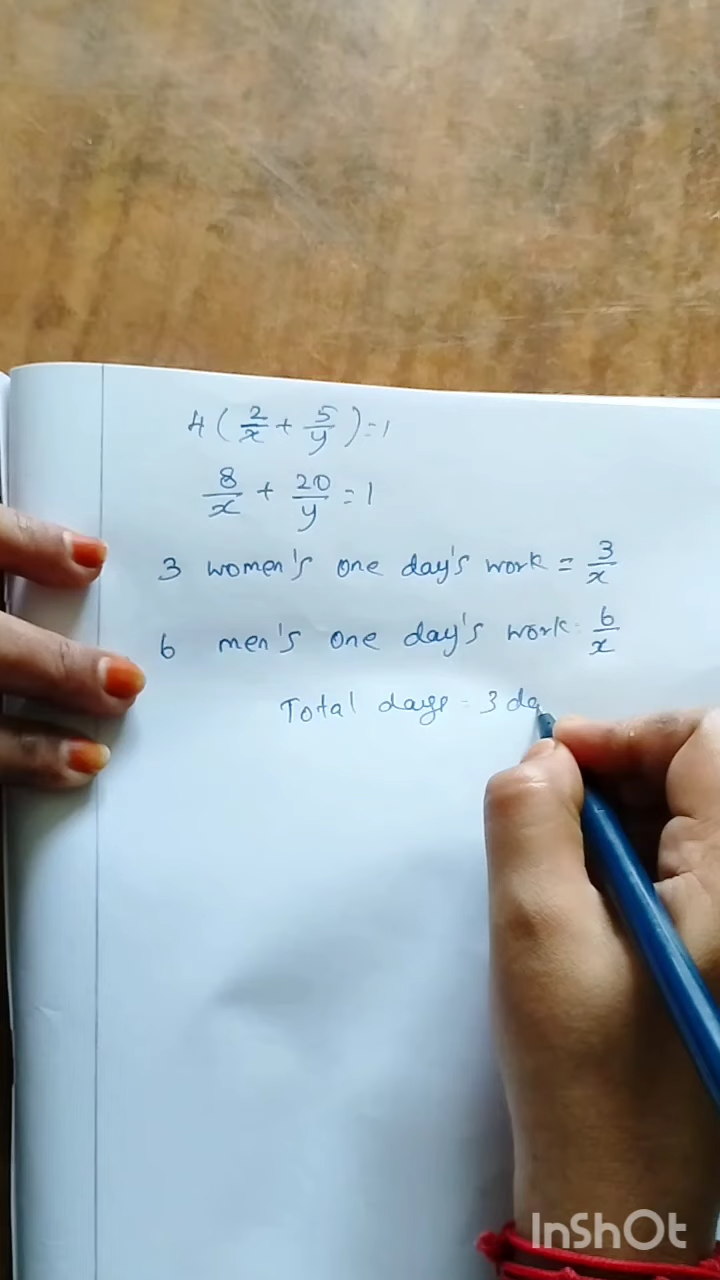 4 ( 2/x + 5/y ) = 1
8/x + 20/y = 1
3 women's one day's work = 3/x
6 men's one day's work = 6/x
Total days = 3 da
InShOt